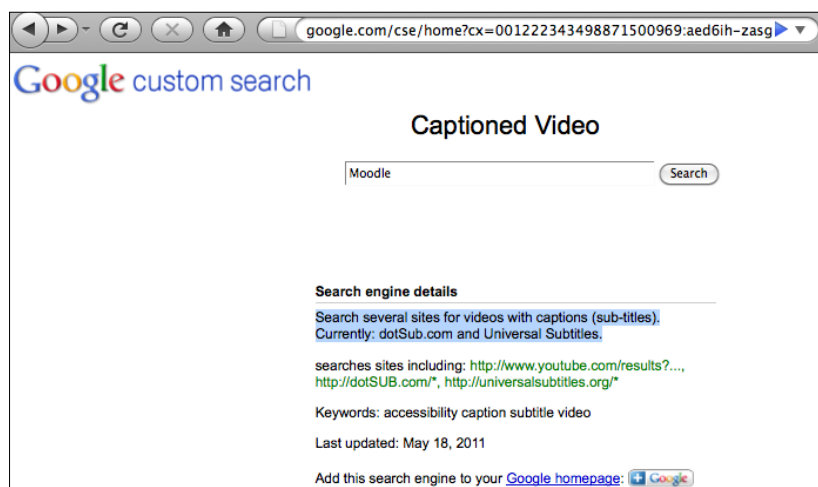 google.com/cse/home?cx=001222343498871500969:aed6ih-zasg
Google custom search
Captioned Video
Moodle
Search
Search engine details
Search several sites for videos with captions (sub-titles).
Currently: dotSub.com and Universal Subtitles.
searches sites including: http://www.youtube.com/results?...,
http://dotSUB.com/*, http://universalsubtitles.org/*
Keywords: accessibility caption subtitle video
Last updated: May 18, 2011
Add this search engine to your Google homepage: Google